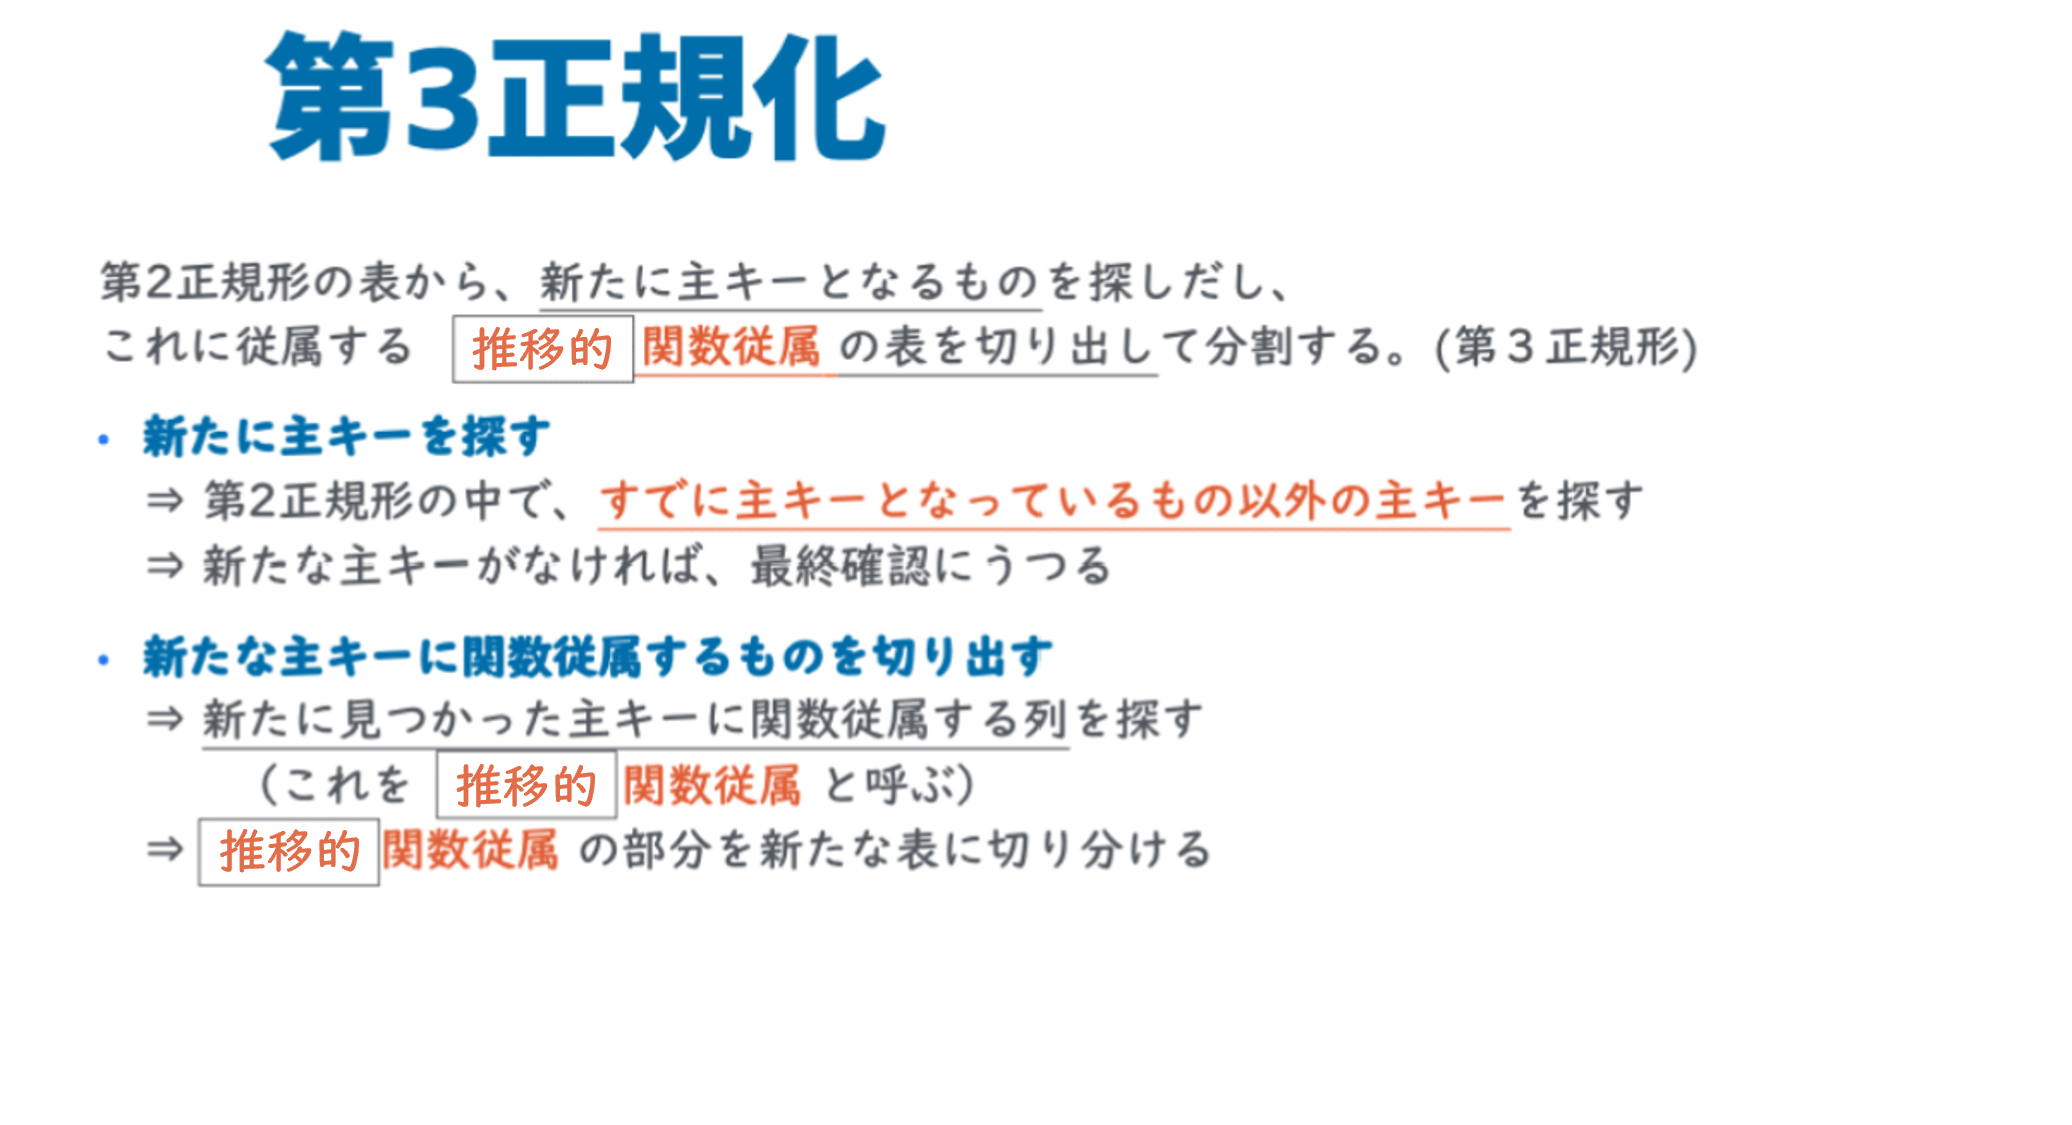 第3正規化
第2正規形の表から、新たに主キーとなるものを探しだし、
これに従属する 推移的 関数従属 の表を切り出して分割する。(第３正規形)
• 新たに主キーを探す
⇒ 第2正規形の中で、すでに主キーとなっているもの以外の主キーを探す
⇒ 新たな主キーがなければ、最終確認にうつる
• 新たな主キーに関数従属するものを切り出す
⇒ 新たに見つかった主キーに関数従属する列を探す
（これを 推移的 関数従属 と呼ぶ）
⇒ 推移的 関数従属 の部分を新たな表に切り分ける